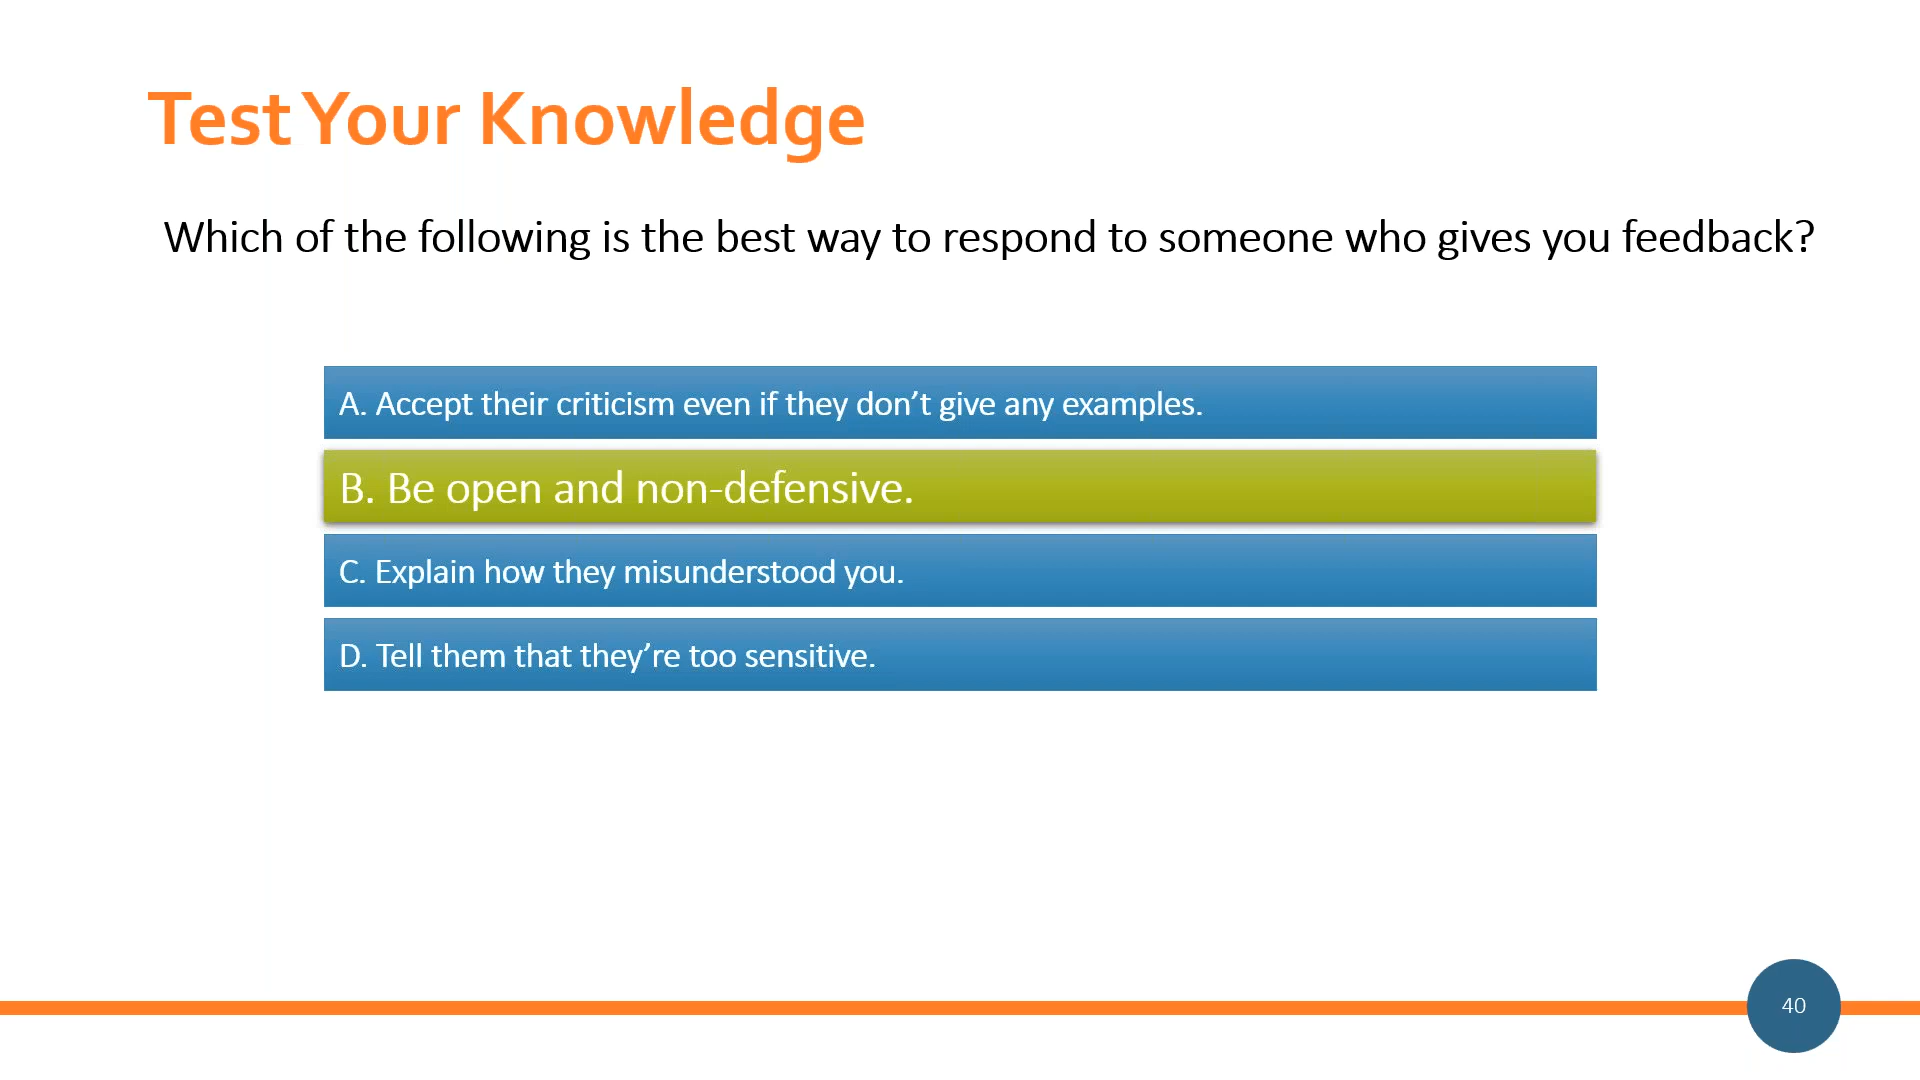 Test Your Knowledge
Which of the following is the best way to respond to someone who gives you feedback?
A. Accept their criticism even if they don’t give any examples.
B. Be open and non-defensive.
C. Explain how they misunderstood you.
D. Tell them that they’re too sensitive.
40